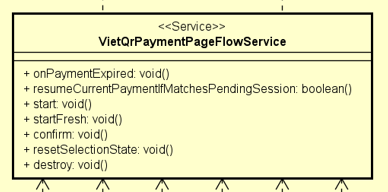 <<Service>>
VietQrPaymentPageFlowService
+ onPaymentExpired: void()
+ resumeCurrentPaymentIfMatchesPendingSession: boolean()
+ start: void()
+ startFresh: void()
+ confirm: void()
+ resetSelectionState: void()
+ destroy: void()